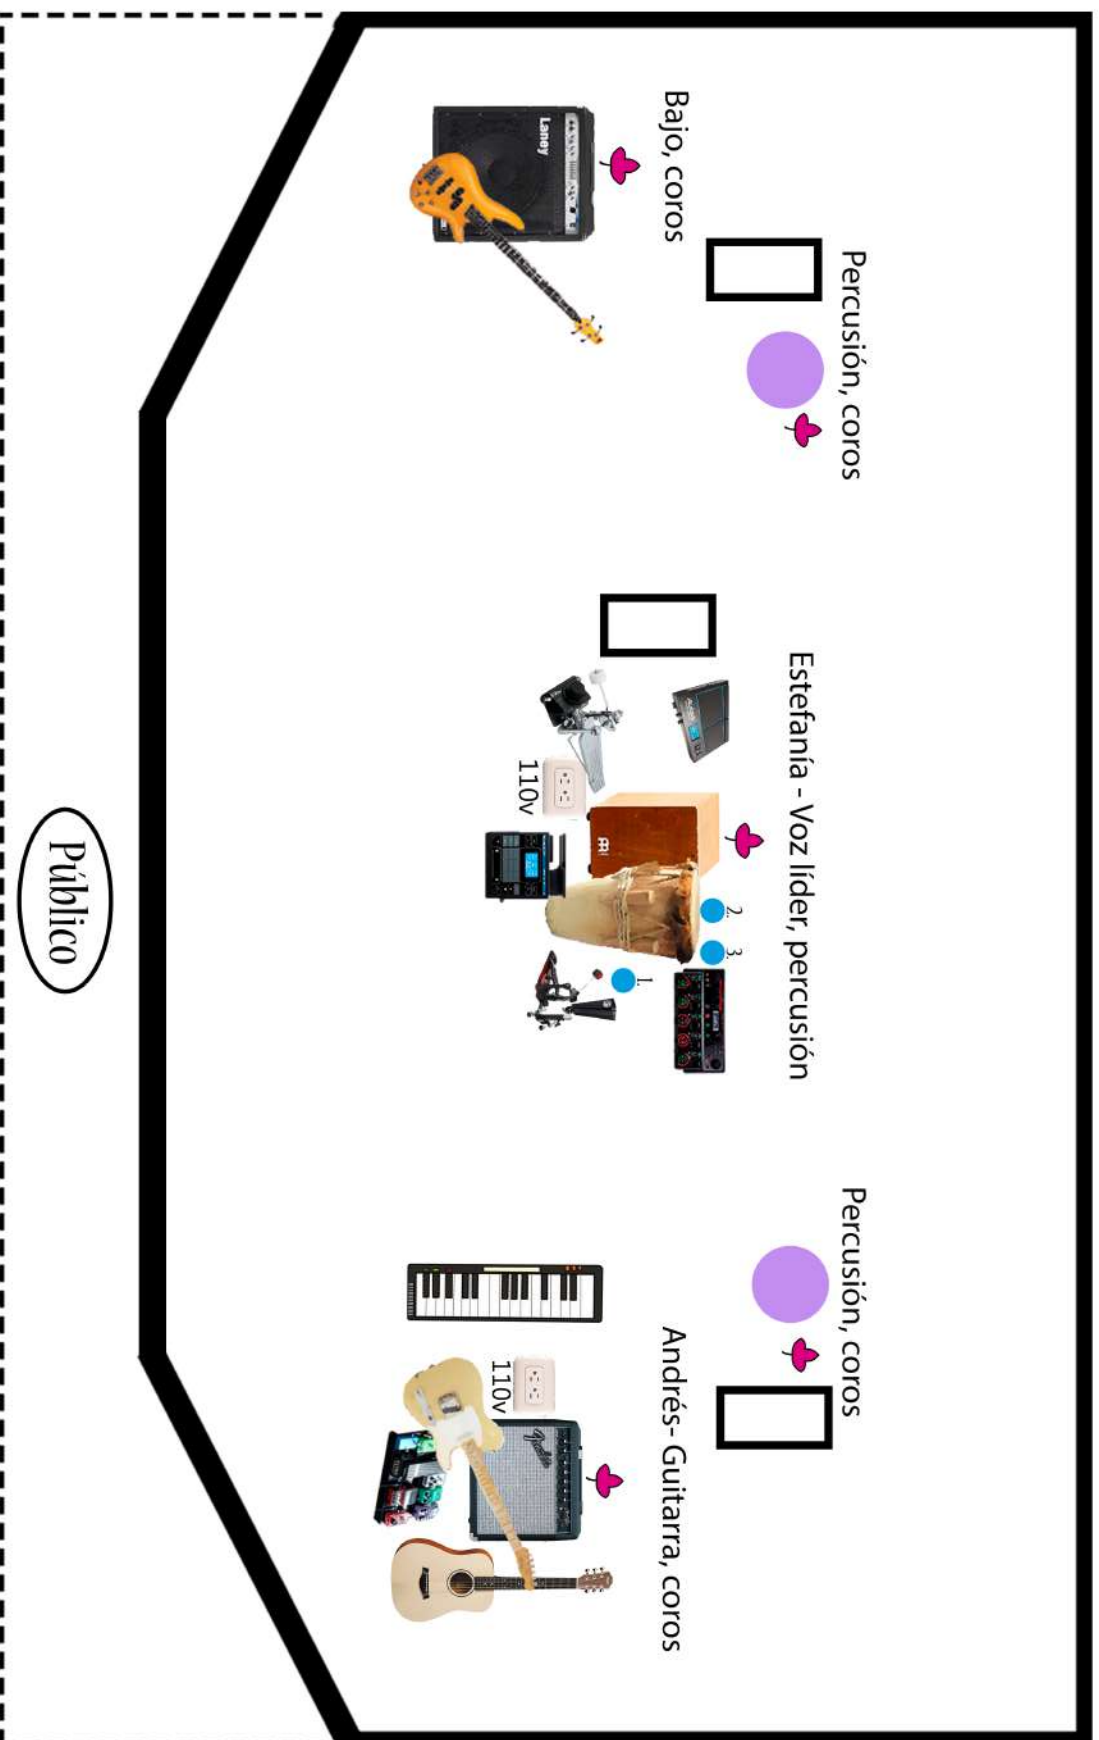 Percusión, coros
Percusión, coros
Estefanía - Voz líder, percusión
2.
3.
Bajo, coros
Andrés- Guitarra, coros
1.
Laney
Fender
110v
110v
Público